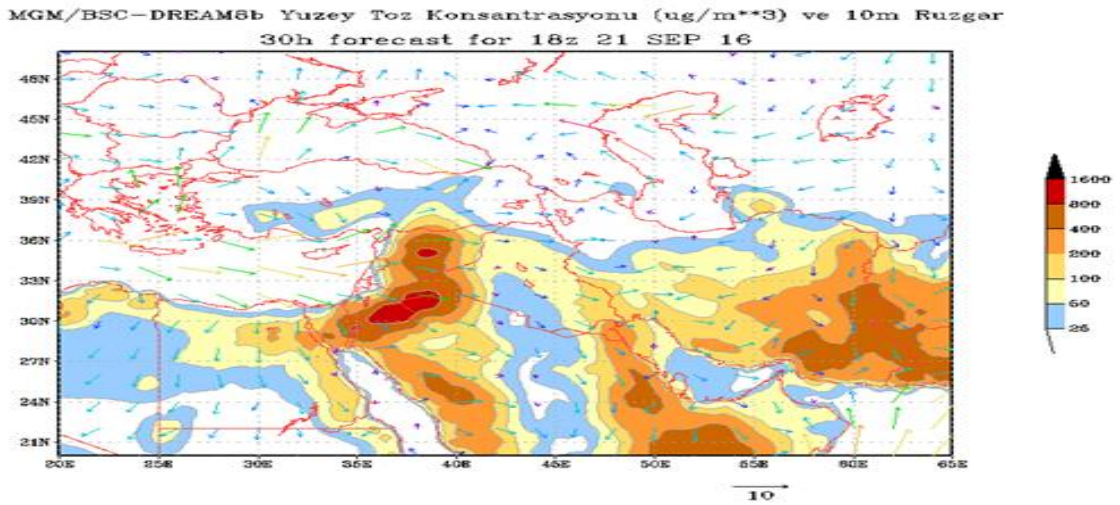 MGM/BSC-DREAM8b Yuzey Toz Konsantrasyonu (ug/m**3) ve 10m Ruzgar
30h forecast for 18z 21 SEP 16
48N
45N
42N
39N
36N
33N
30N
27N
24N
21N
20E 25E 30E 35E 40E 45E 50E 55E 60E 65E
1600
800
400
200
100
50
25
10